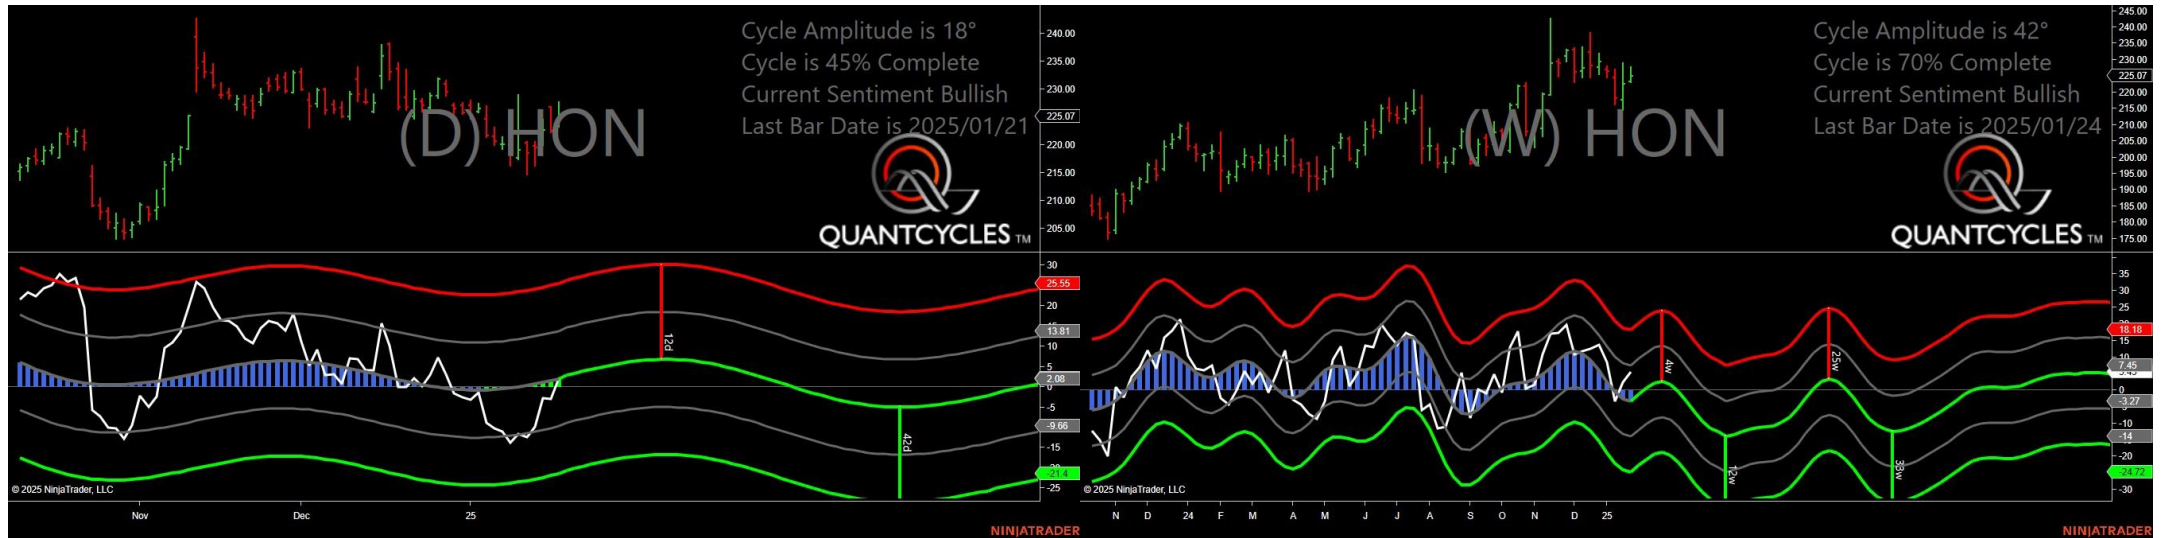 Cycle Amplitude is 18°
Cycle is 45% Complete
Current Sentiment Bullish
Last Bar Date is 2025/01/21
(D) HON
QUANTCYCLES TM
240.00
235.00
230.00
225.07
225.00
220.00
215.00
210.00
205.00
30
25.55
20
13.81
10
5
2.08
0
-5
-9.66
-15
-21.4
-25
12d
42d
© 2025 NinjaTrader, LLC
Nov
Dec
25
NINJATRADER
Cycle Amplitude is 42°
Cycle is 70% Complete
Current Sentiment Bullish
Last Bar Date is 2025/01/24
(W) HON
QUANTCYCLES TM
245.00
240.00
235.00
230.00
225.07
220.00
215.00
210.00
205.00
200.00
195.00
190.00
185.00
180.00
175.00
35
30
25
18.18
15
10
7.45
0
-3.27
-10
-14
-20
-24.72
-30
4w
12w
25w
© 2025 NinjaTrader, LLC
N D 24 F M A M J J A S O N D 25
NINJATRADER